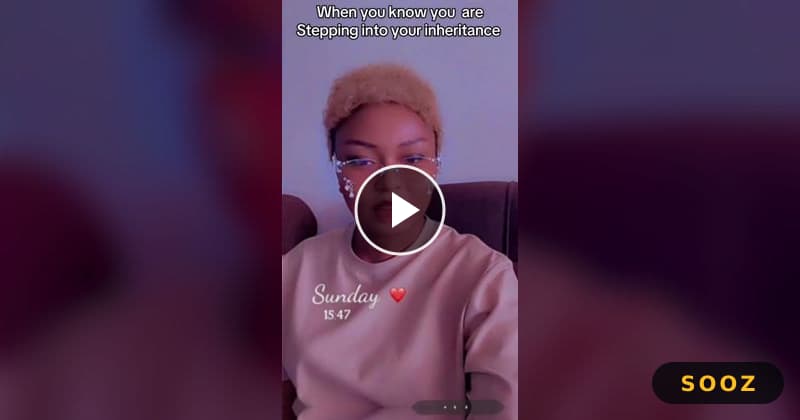 When you know you are
Stepping into your inheritance
Sunday ❤️
15:47
SOOZ